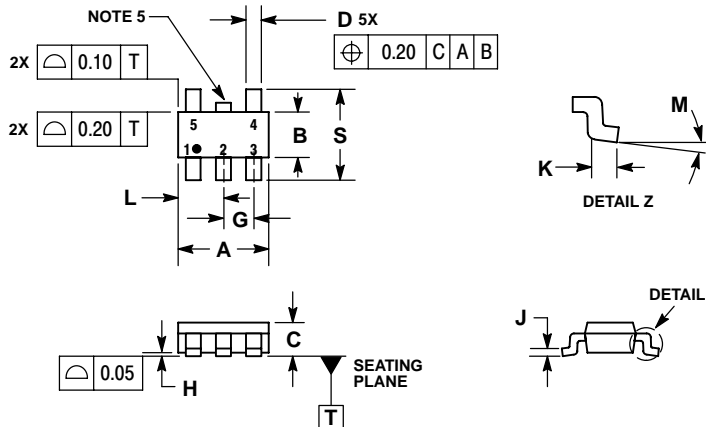 NOTE 5
D 5X
⌖ 0.20 C A B
2X ⌓ 0.10 T
2X ⌓ 0.20 T
5 4
1 2 3
B
S
L
G
A
M
K
DETAIL Z
C
⌓ 0.05
H
SEATING
PLANE
T
J
DETAIL